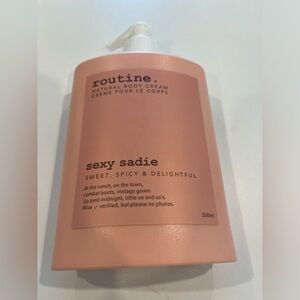 routine.
NATURAL BODY CREAM
CRÈME POUR LE CORPS
sexy sadie
SWEET, SPICY & DELIGHTFUL
At the ranch, on the town,
combat boots, vintage gown.
Up past midnight, little so and so's.
Blue ✓ verified, but please no photos.
350ml